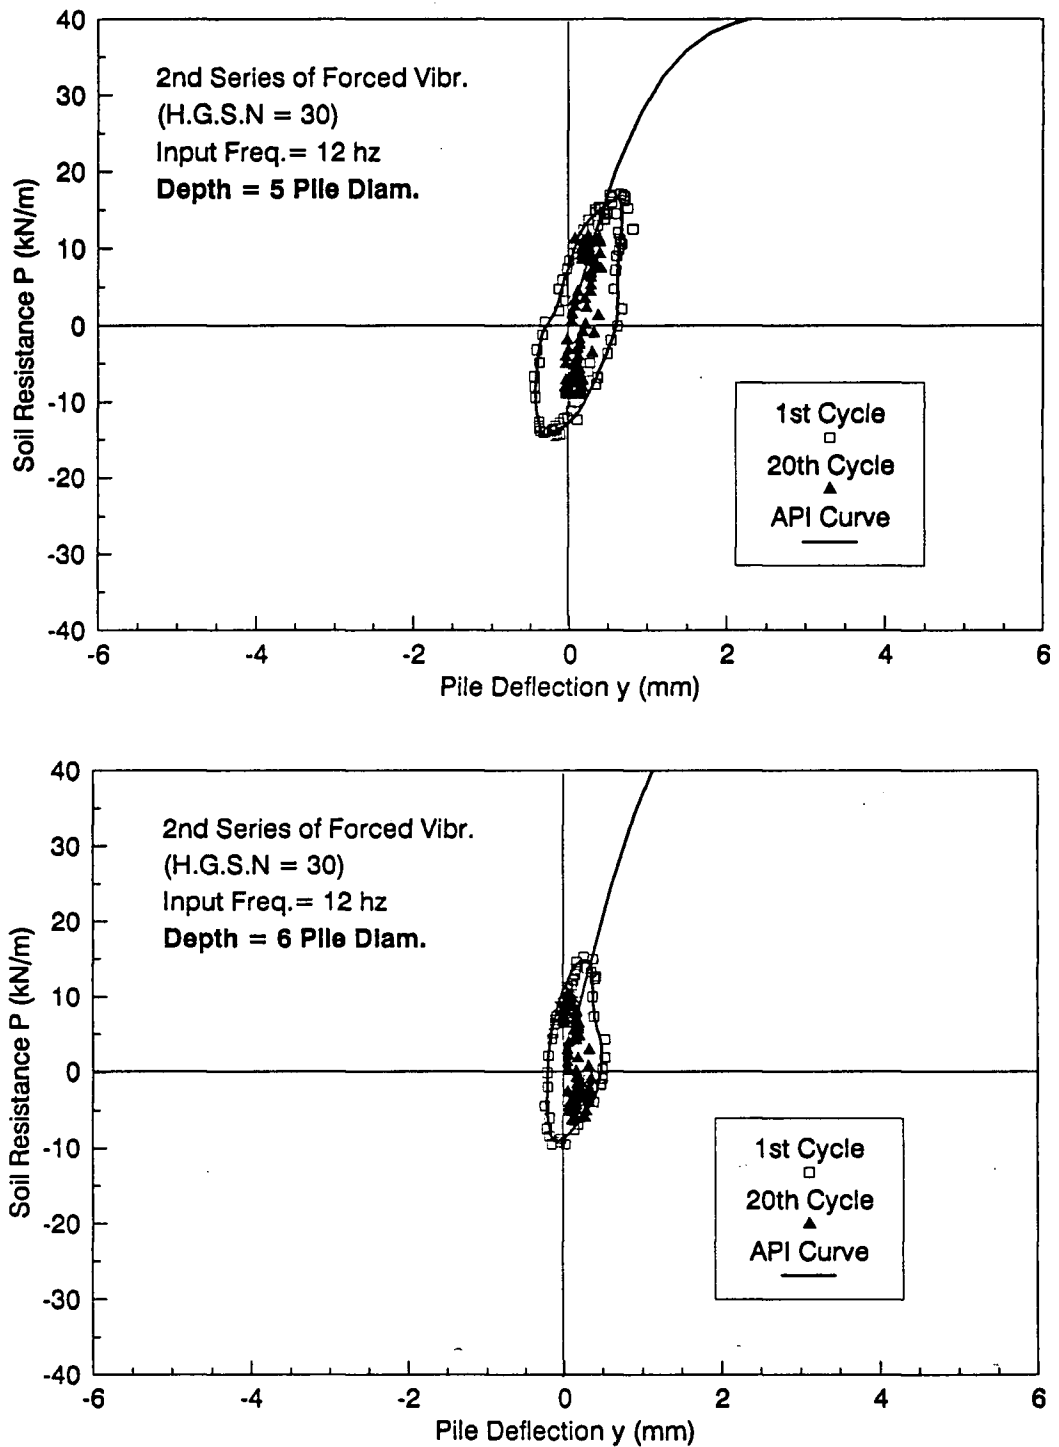 40
30
20
10
0
-10
-20
-30
-40
Soil Resistance P (kN/m)
2nd Series of Forced Vibr.
(H.G.S.N = 30)
Input Freq.= 12 hz
Depth = 5 Pile Diam.
1st Cycle
20th Cycle
API Curve
-6 -4 -2 0 2 4 6
Pile Deflection y (mm)
40
30
20
10
0
-10
-20
-30
-40
Soil Resistance P (kN/m)
2nd Series of Forced Vibr.
(H.G.S.N = 30)
Input Freq.= 12 hz
Depth = 6 Pile Diam.
1st Cycle
20th Cycle
API Curve
-6 -4 -2 0 2 4 6
Pile Deflection y (mm)